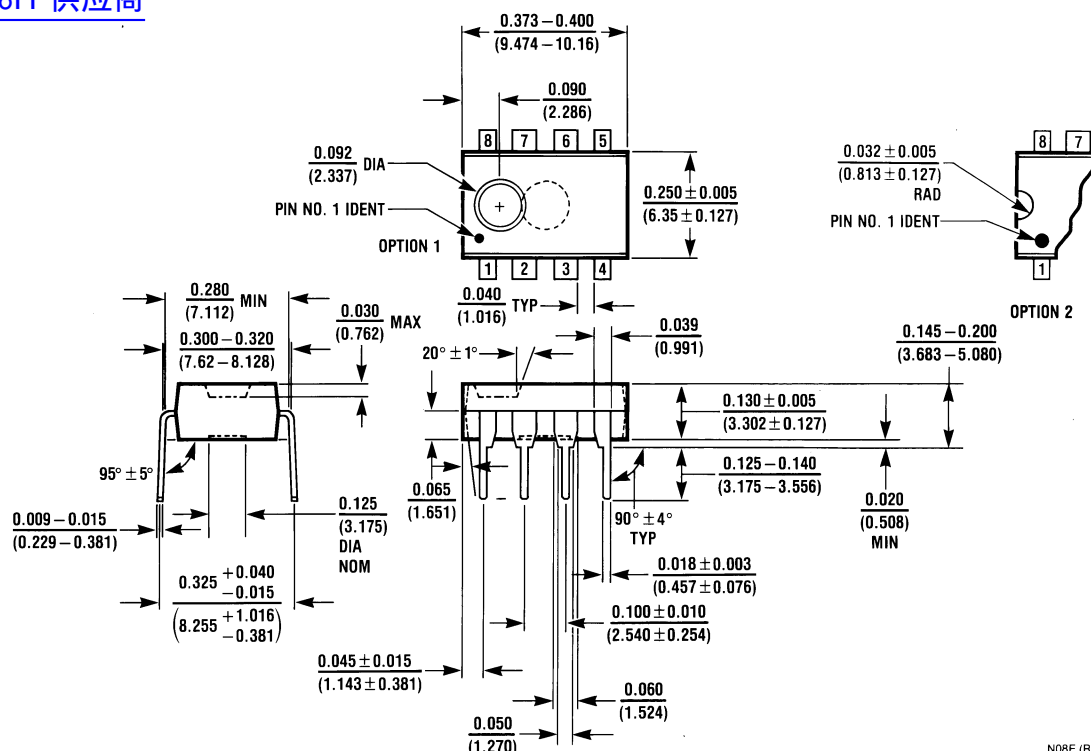 供应商
0.373 – 0.400
(9.474 – 10.16)
0.090
(2.286)
8 7 6 5
0.092 DIA
(2.337)
PIN NO. 1 IDENT
OPTION 1
0.250 ± 0.005
(6.35 ± 0.127)
1 2 3 4
8 7
0.032 ± 0.005
(0.813 ± 0.127)
RAD
PIN NO. 1 IDENT
1
OPTION 2
0.280 MIN
(7.112)
0.030 MAX
(0.762)
0.040 TYP
(1.016)
0.039
(0.991)
0.145 – 0.200
(3.683 – 5.080)
0.300 – 0.320
(7.62 – 8.128)
20° ± 1°
0.130 ± 0.005
(3.302 ± 0.127)
95° ± 5°
0.065
(1.651)
0.125 – 0.140
(3.175 – 3.556)
0.020
(0.508)
MIN
0.009 – 0.015
(0.229 – 0.381)
0.125
(3.175)
DIA
NOM
90° ± 4°
TYP
0.018 ± 0.003
(0.457 ± 0.076)
0.325 +0.040
–0.015
(8.255 +1.016
–0.381)
0.100 ± 0.010
(2.540 ± 0.254)
0.045 ± 0.015
(1.143 ± 0.381)
0.060
(1.524)
0.050
(1.270)